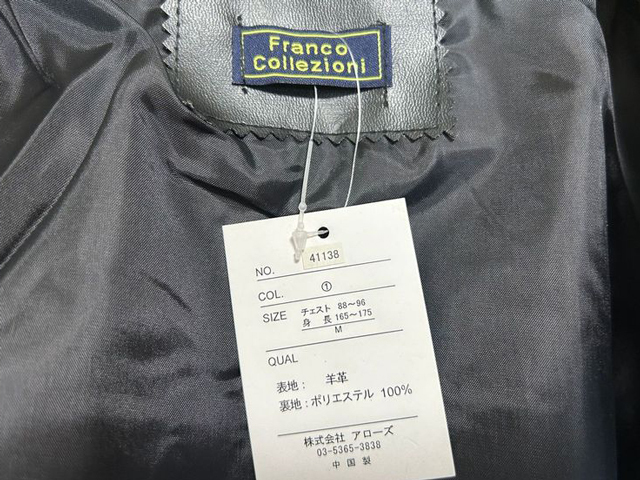 Franco
Collezioni
NO. 41138
COL. ①
SIZE チェスト 88〜96
身長 165〜175
M
QUAL
表地： 羊革
裏地：ポリエステル 100%
株式会社 アローズ
03-5365-3838
中国製